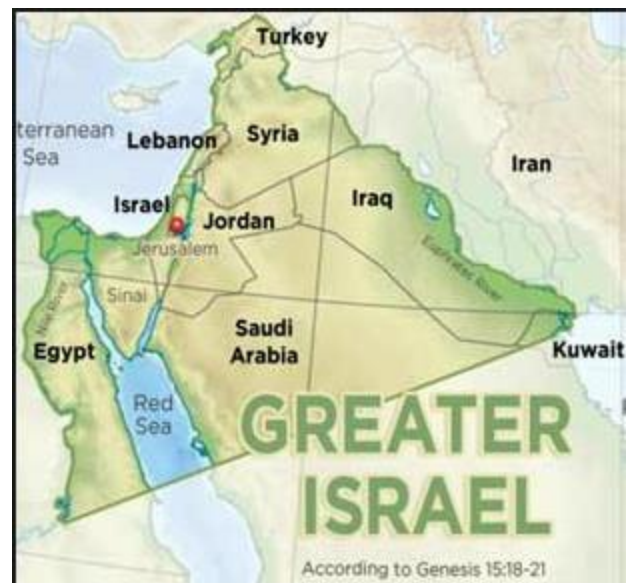 Turkey
terranean
Sea
Lebanon
Syria
Iran
Israel
Iraq
Jordan
Jerusalem
Euphrates River
Sinai
Nile River
Egypt
Saudi
Arabia
Kuwait
Red
Sea
GREATER
ISRAEL
According to Genesis 15:18-21